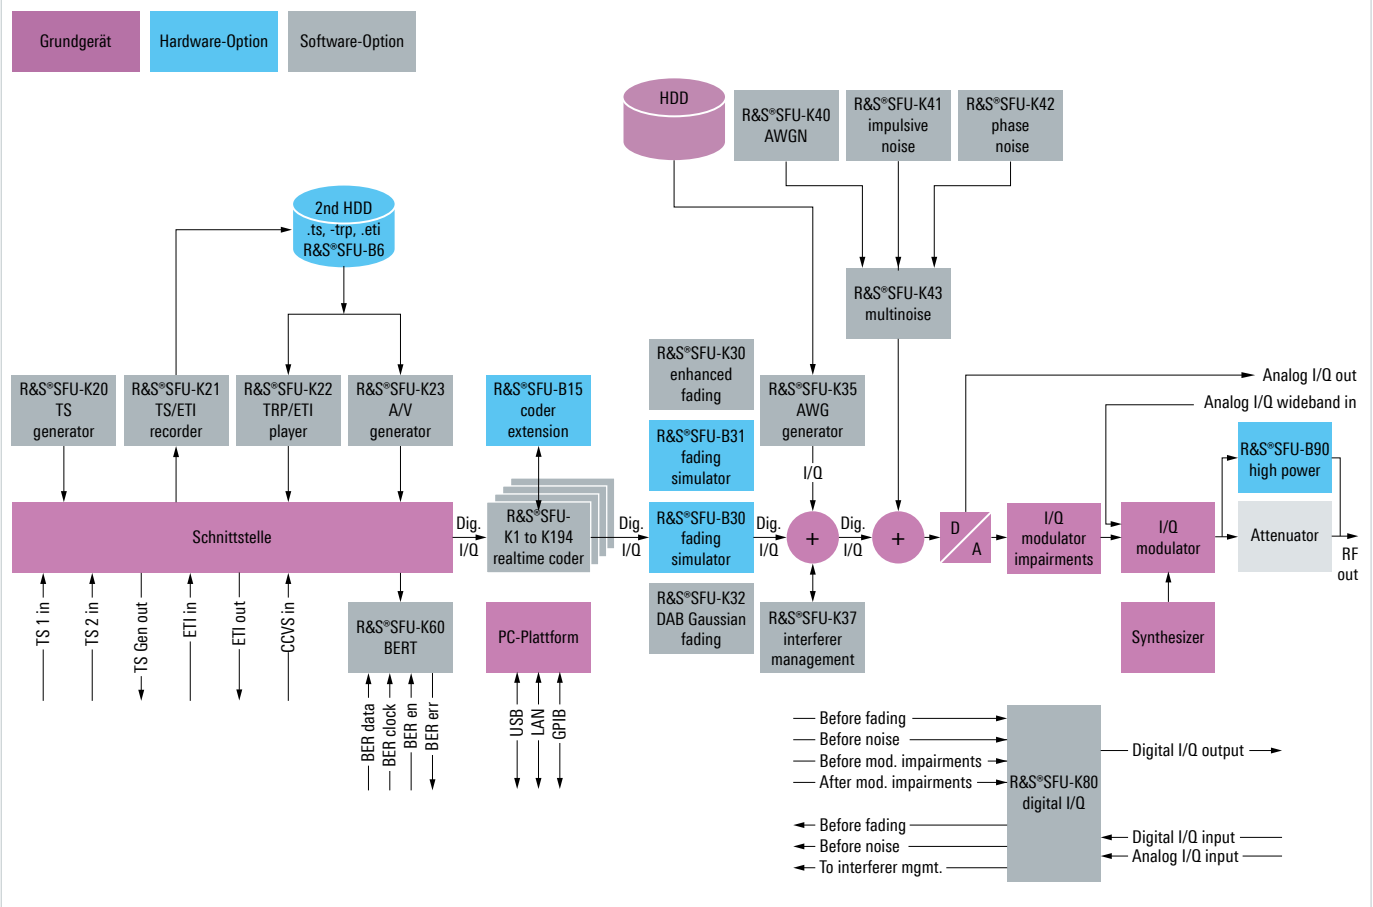 Grundgerät
Hardware-Option
Software-Option
HDD
R&S®SFU-K40
AWGN
R&S®SFU-K41
impulsive
noise
R&S®SFU-K42
phase
noise
2nd HDD
.ts, -trp, .eti
R&S®SFU-B6
R&S®SFU-K43
multinoise
R&S®SFU-K20
TS
generator
R&S®SFU-K21
TS/ETI
recorder
R&S®SFU-K22
TRP/ETI
player
R&S®SFU-K23
A/V
generator
R&S®SFU-B15
coder
extension
R&S®SFU-K30
enhanced
fading
R&S®SFU-K35
AWG
generator
Analog I/Q out
Analog I/Q wideband in
R&S®SFU-B31
fading
simulator
I/Q
R&S®SFU-B90
high power
Schnittstelle
Dig.
I/Q
R&S®SFU-
K1 to K194
realtime coder
Dig.
I/Q
R&S®SFU-B30
fading
simulator
Dig.
I/Q
+
Dig.
I/Q
+
D
A
I/Q
modulator
impairments
I/Q
modulator
Attenuator
RF
out
TS 1 in
TS 2 in
TS Gen out
ETI in
ETI out
CCVS in
R&S®SFU-K60
BERT
PC-Plattform
R&S®SFU-K32
DAB Gaussian
fading
R&S®SFU-K37
interferer
management
Synthesizer
BER data
BER clock
BER en
BER err
USB
LAN
GPIB
Before fading
Before noise
Before mod. impairments
After mod. impairments
R&S®SFU-K80
digital I/Q
Digital I/Q output
Before fading
Before noise
To interferer mgmt.
Digital I/Q input
Analog I/Q input